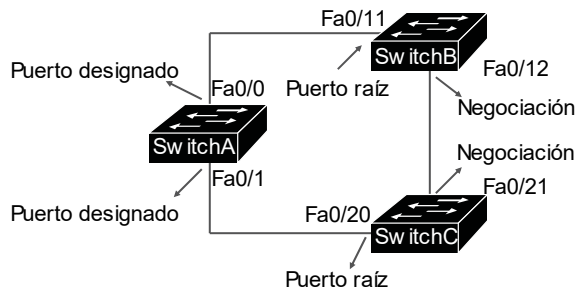 Fa0/11
SwitchB
Puerto designado
Fa0/0
Puerto raíz
Fa0/12
Negociación
SwitchA
Negociación
Fa0/1
Fa0/21
Puerto designado
Fa0/20
SwitchC
Puerto raíz